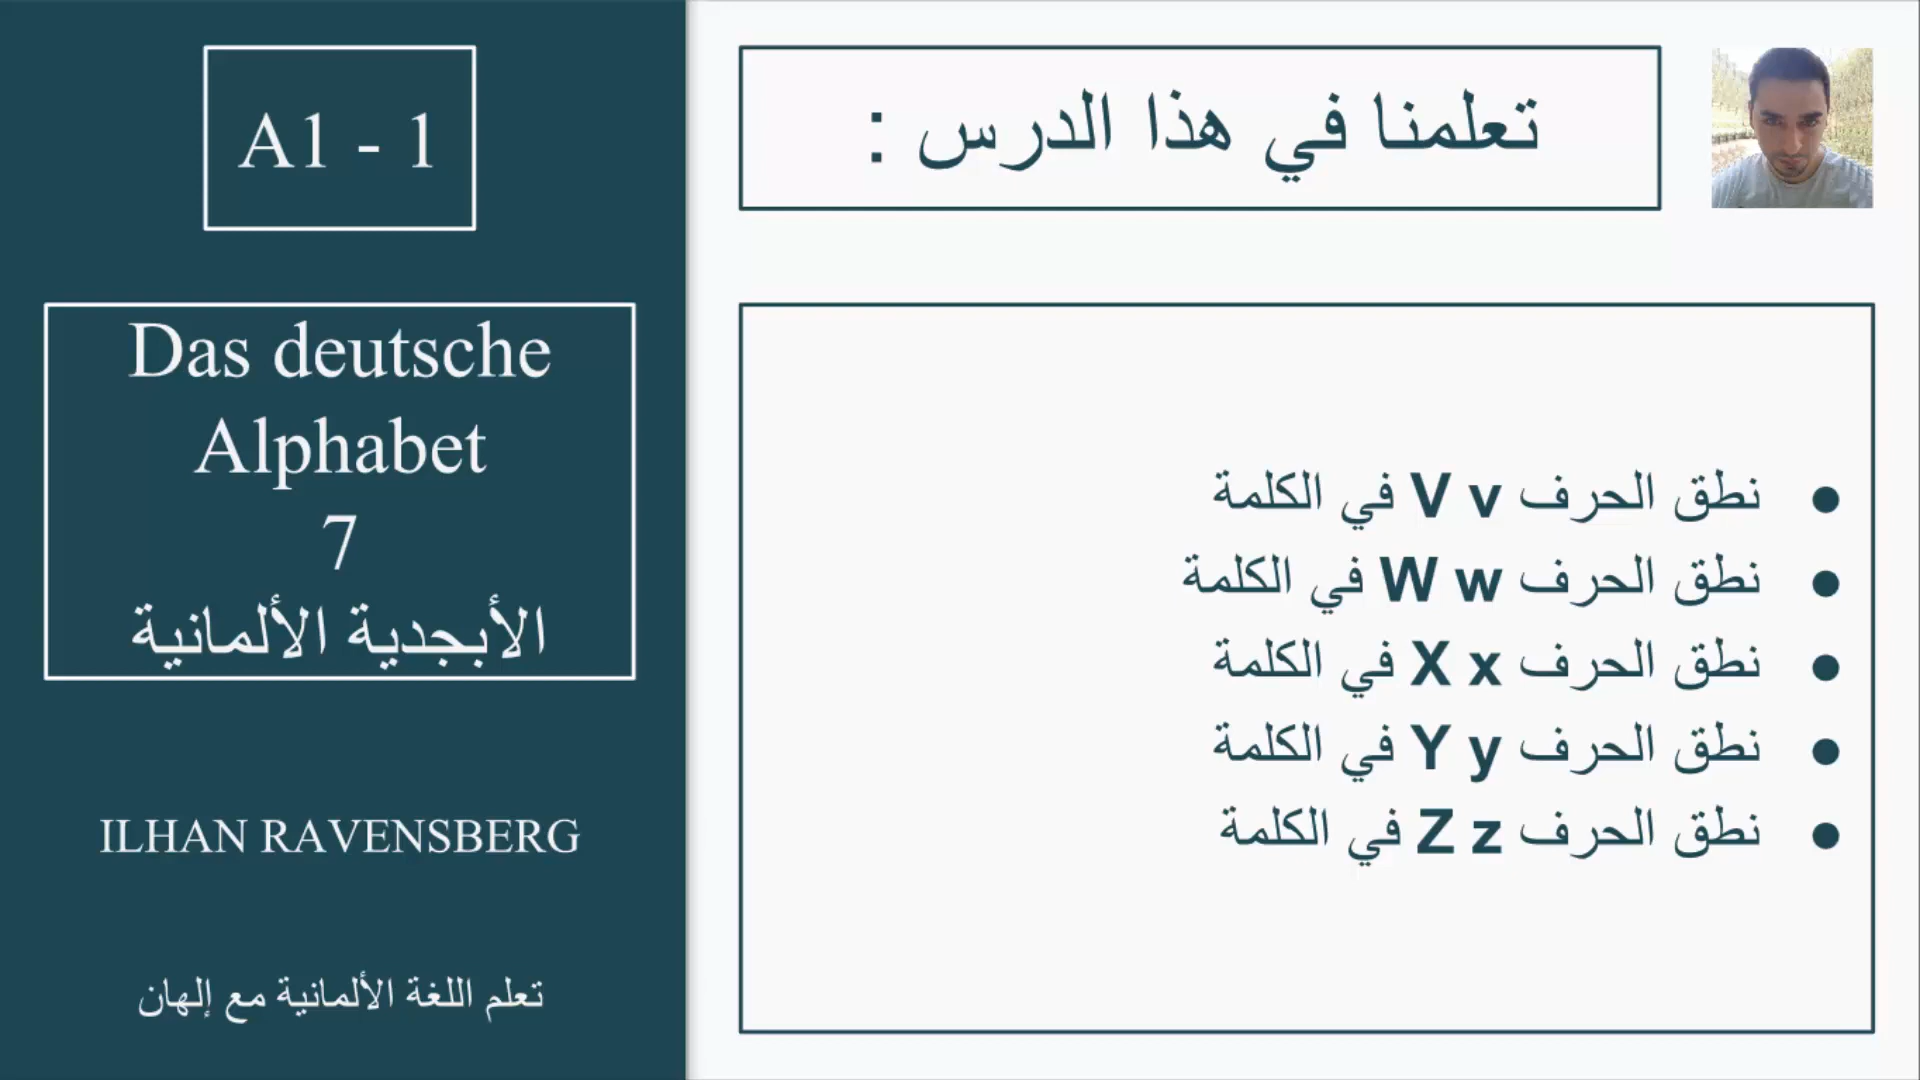 A1 - 1
Das deutsche
Alphabet
7
الأبجدية الألمانية
ILHAN RAVENSBERG
تعلم اللغة الألمانية مع إلهان
تعلمنا في هذا الدرس :
● نطق الحرف V v في الكلمة
● نطق الحرف W w في الكلمة
● نطق الحرف X x في الكلمة
● نطق الحرف Y y في الكلمة
● نطق الحرف Z z في الكلمة